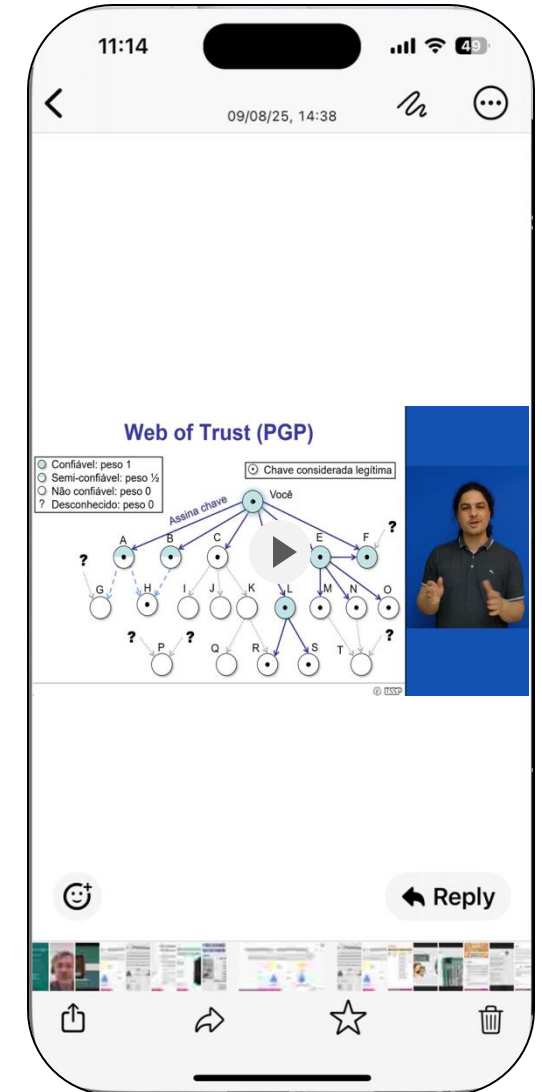 11:14
49
09/08/25, 14:38
Web of Trust (PGP)
Confiável: peso 1
Semi-confiável: peso ½
Não confiável: peso 0
? Desconhecido: peso 0
Chave considerada legítima
Você
Assina chave
A B C E F ?
?
G H I J K L M N O
? ? ?
P Q R S T
Reply